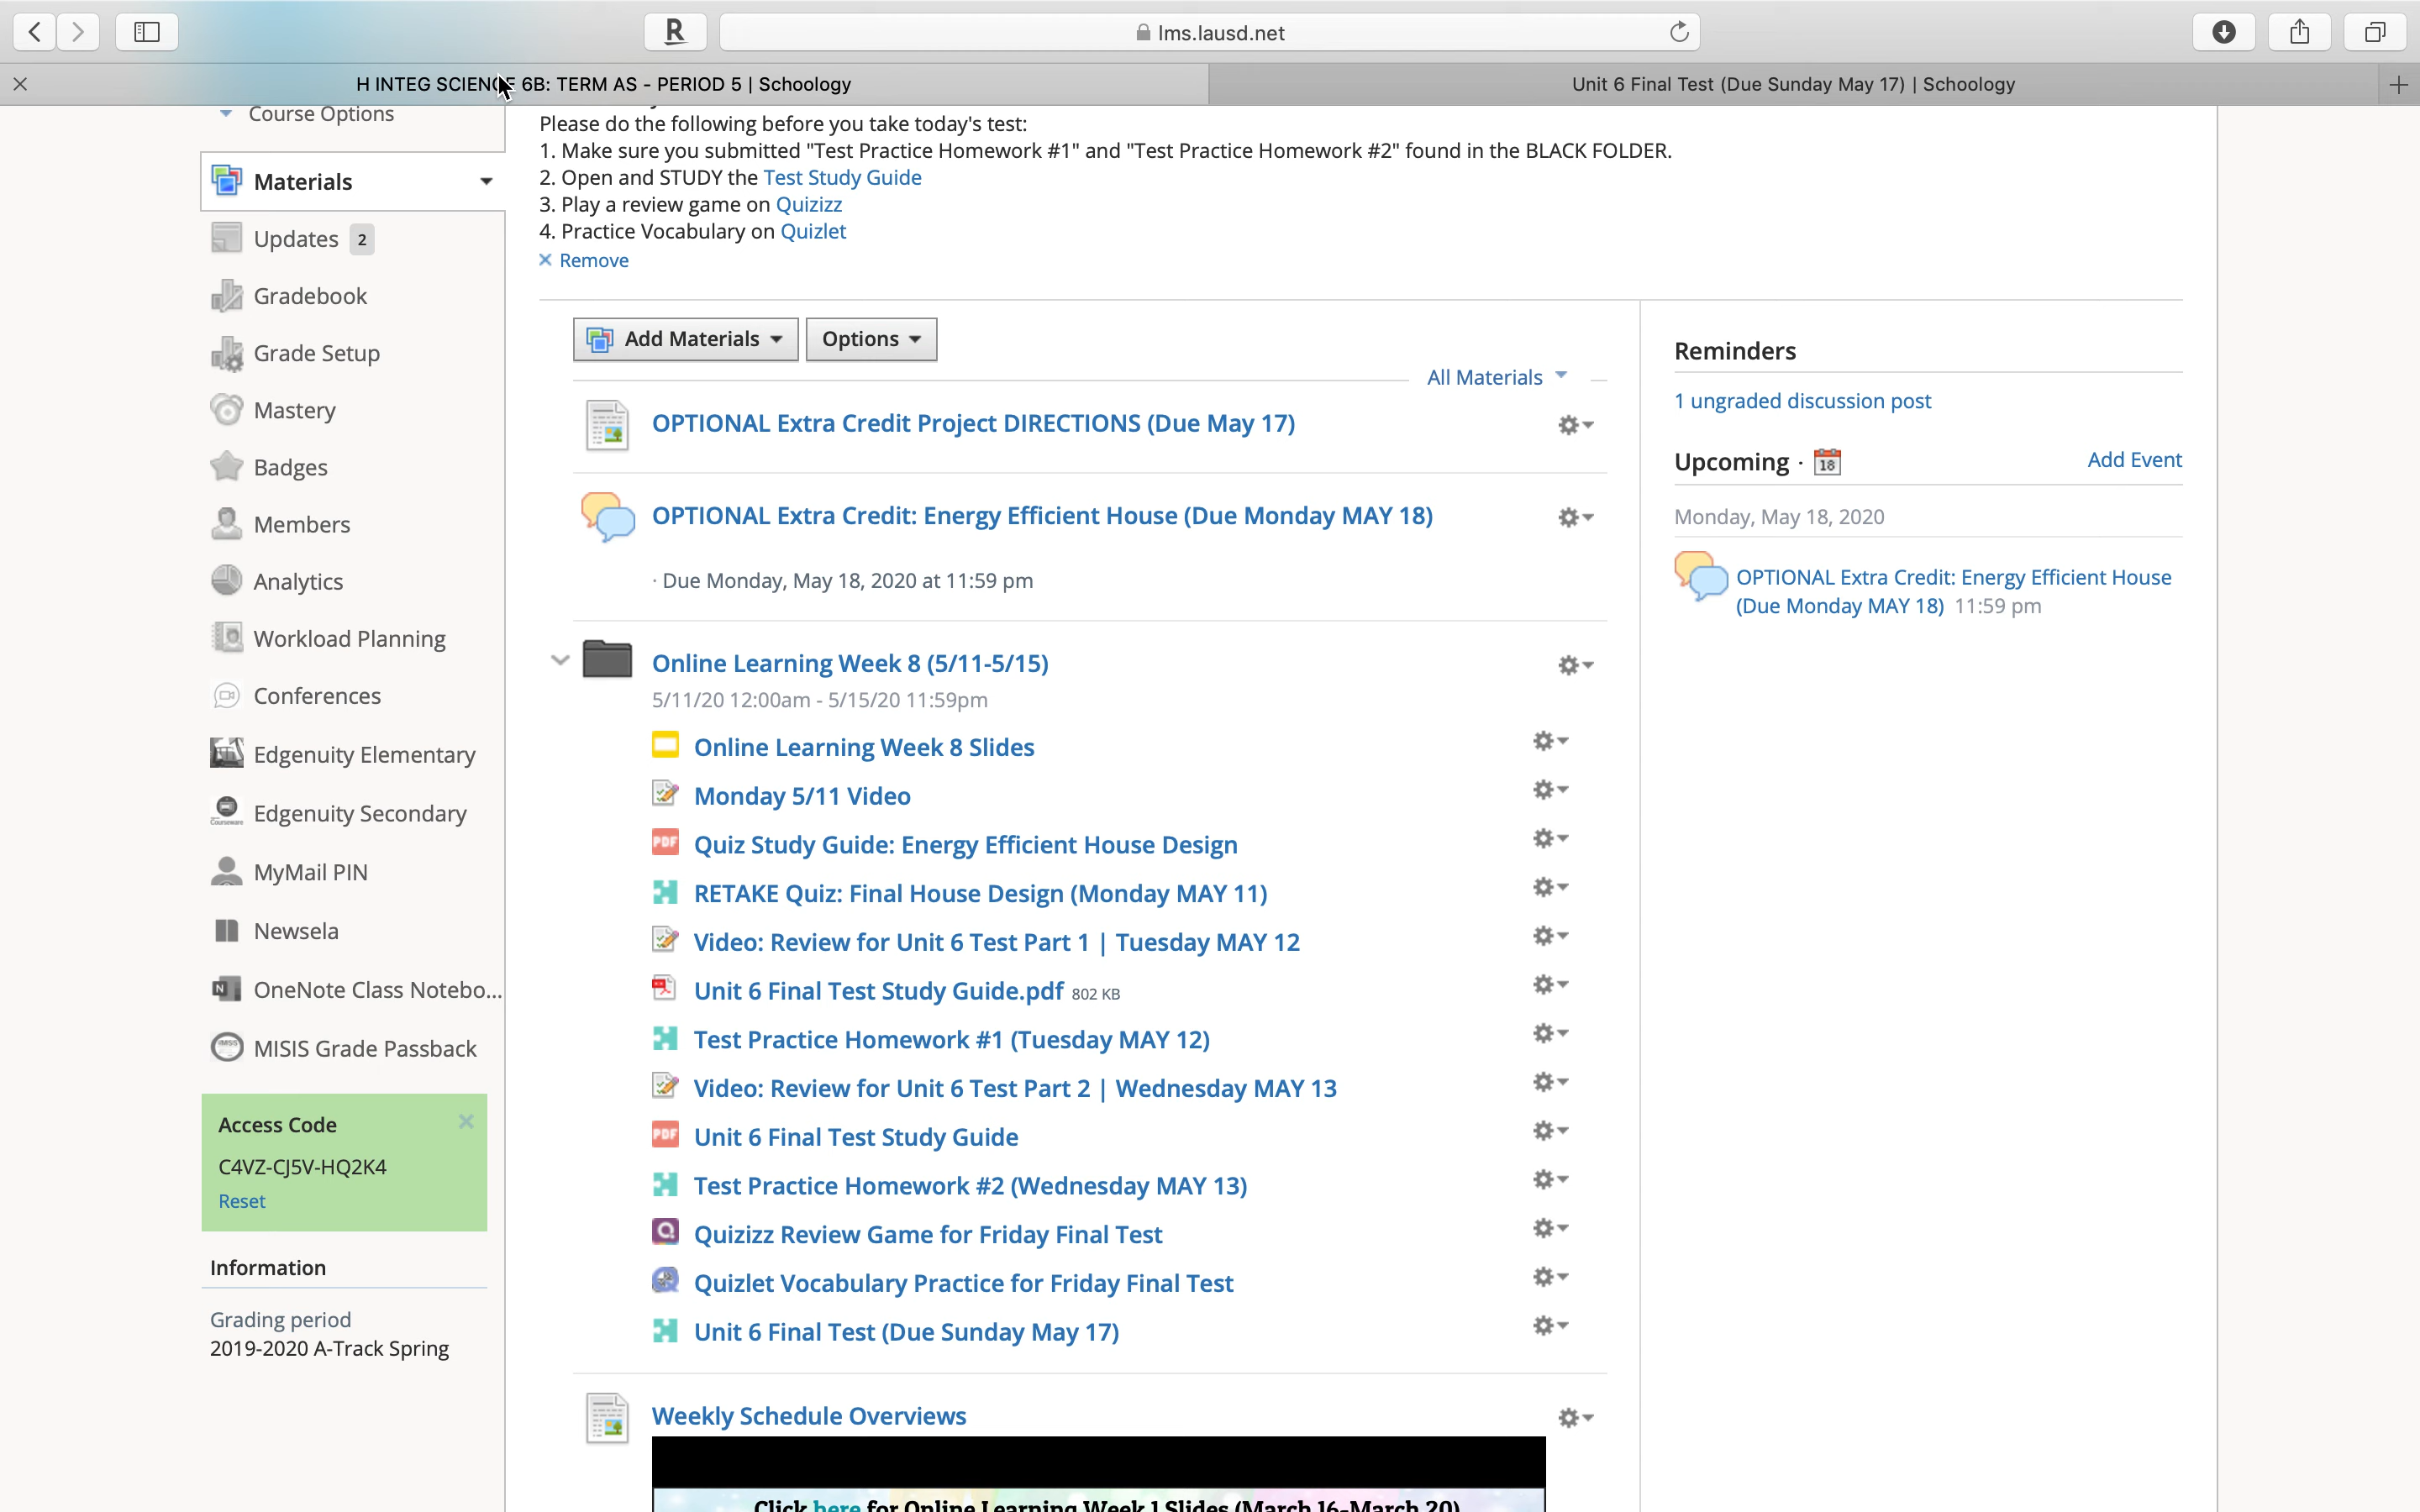 R
lms.lausd.net
H INTEG SCIENCE 6B: TERM AS - PERIOD 5 | Schoology
Unit 6 Final Test (Due Sunday May 17) | Schoology
Course Options
Materials
Updates 2
Gradebook
Grade Setup
Mastery
Badges
Members
Analytics
Workload Planning
Conferences
Edgenuity Elementary
Edgenuity Secondary
MyMail PIN
Newsela
OneNote Class Notebo...
MISIS Grade Passback
Access Code
C4VZ-CJ5V-HQ2K4
Reset
Information
Grading period
2019-2020 A-Track Spring
Please do the following before you take today's test:
1. Make sure you submitted "Test Practice Homework #1" and "Test Practice Homework #2" found in the BLACK FOLDER.
2. Open and STUDY the Test Study Guide
3. Play a review game on Quizizz
4. Practice Vocabulary on Quizlet
Remove
Add Materials
Options
All Materials
OPTIONAL Extra Credit Project DIRECTIONS (Due May 17)
OPTIONAL Extra Credit: Energy Efficient House (Due Monday MAY 18)
· Due Monday, May 18, 2020 at 11:59 pm
Online Learning Week 8 (5/11-5/15)
5/11/20 12:00am - 5/15/20 11:59pm
Online Learning Week 8 Slides
Monday 5/11 Video
PDF Quiz Study Guide: Energy Efficient House Design
RETAKE Quiz: Final House Design (Monday MAY 11)
Video: Review for Unit 6 Test Part 1 | Tuesday MAY 12
Unit 6 Final Test Study Guide.pdf 802 KB
Test Practice Homework #1 (Tuesday MAY 12)
Video: Review for Unit 6 Test Part 2 | Wednesday MAY 13
PDF Unit 6 Final Test Study Guide
Test Practice Homework #2 (Wednesday MAY 13)
Quizizz Review Game for Friday Final Test
Quizlet Vocabulary Practice for Friday Final Test
Unit 6 Final Test (Due Sunday May 17)
Weekly Schedule Overviews
Click here for Online Learning Week 1 Slides (March 16-March 20)
Reminders
1 ungraded discussion post
Upcoming · 18
Add Event
Monday, May 18, 2020
OPTIONAL Extra Credit: Energy Efficient House
(Due Monday MAY 18) 11:59 pm